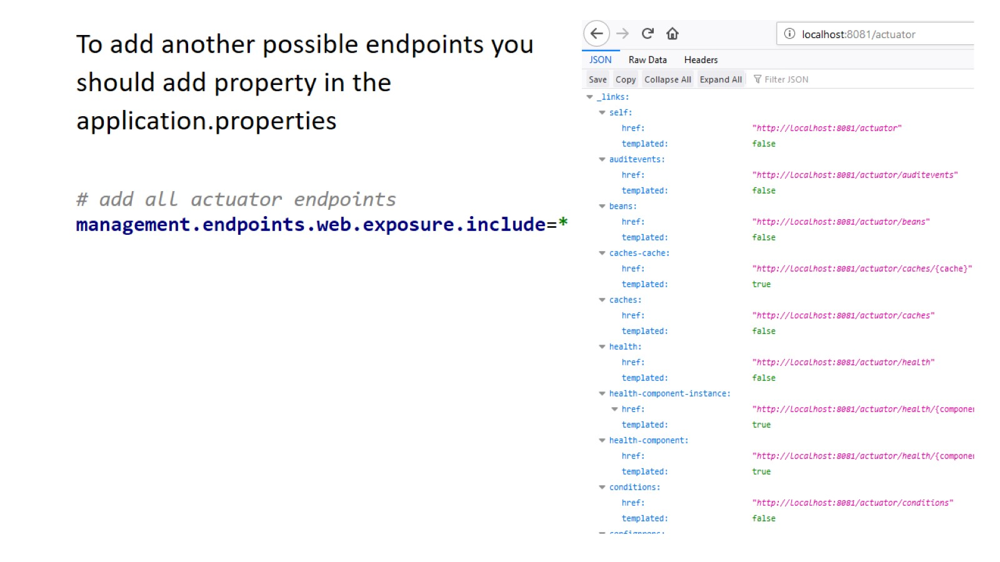 To add another possible endpoints you
should add property in the
application.properties
# add all actuator endpoints
management.endpoints.web.exposure.include=*
localhost:8081/actuator
JSON Raw Data Headers
Save Copy Collapse All Expand All Filter JSON
_links:
self:
href: "http://localhost:8081/actuator"
templated: false
auditevents:
href: "http://localhost:8081/actuator/auditevents"
templated: false
beans:
href: "http://localhost:8081/actuator/beans"
templated: false
caches-cache:
href: "http://localhost:8081/actuator/caches/{cache}"
templated: true
caches:
href: "http://localhost:8081/actuator/caches"
templated: false
health:
href: "http://localhost:8081/actuator/health"
templated: false
health-component-instance:
href: "http://localhost:8081/actuator/health/{compone
templated: true
health-component:
href: "http://localhost:8081/actuator/health/{compone
templated: true
conditions:
href: "http://localhost:8081/actuator/conditions"
templated: false